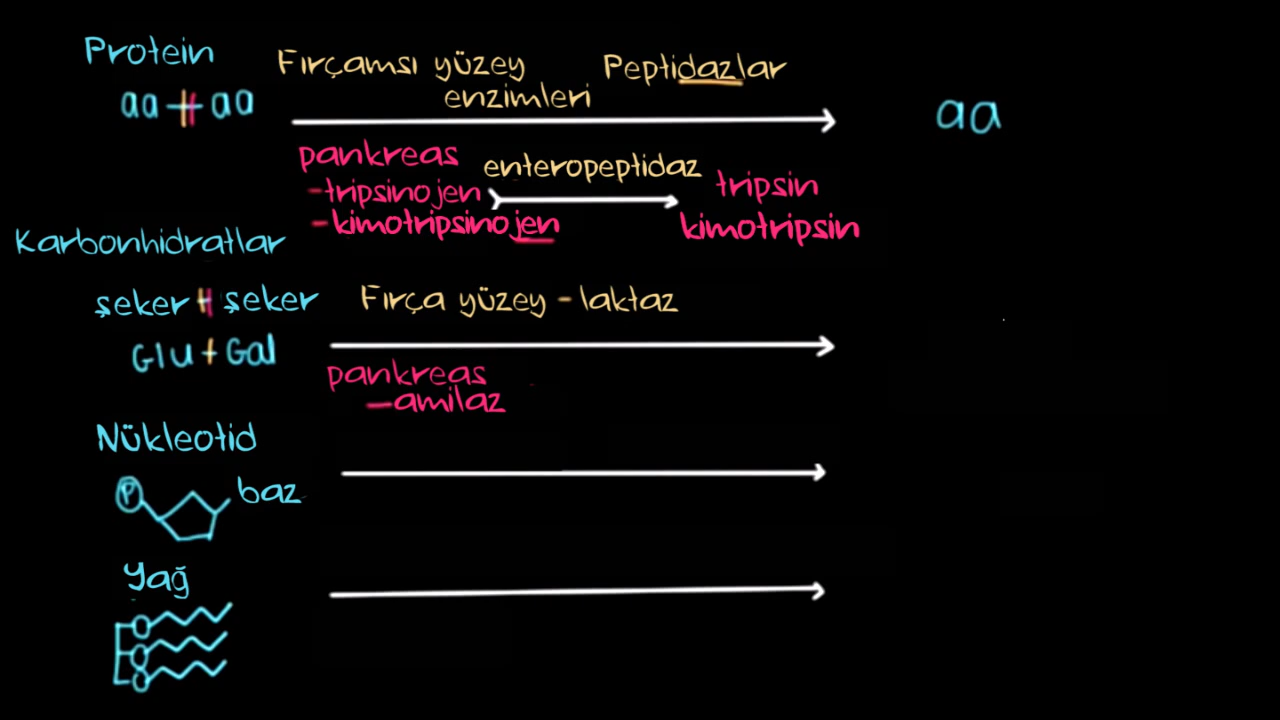 Protein
Fırçamsı yüzey enzimleri
Peptidazlar
aa + aa
aa
pankreas
-tripsinojen
-kimotripsinojen
enteropeptidaz
tripsin
kimotripsin
Karbonhidratlar
şeker + şeker
Fırça yüzey - laktaz
Glu + Gal
pankreas
-amilaz
Nükleotid
P
baz
Yağ
O
O
O